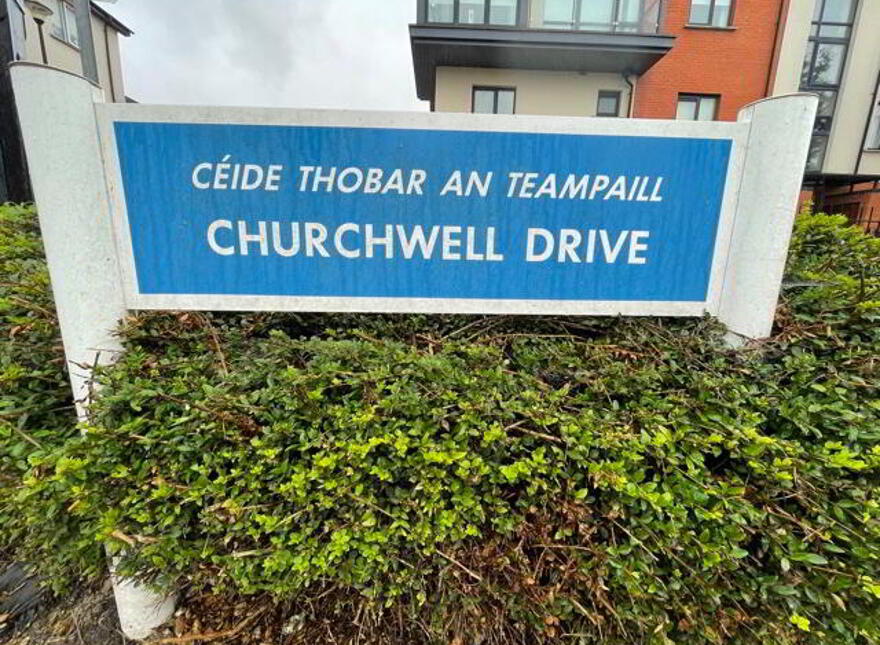 CÉIDE THOBAR AN TEAMPAILL
CHURCHWELL DRIVE